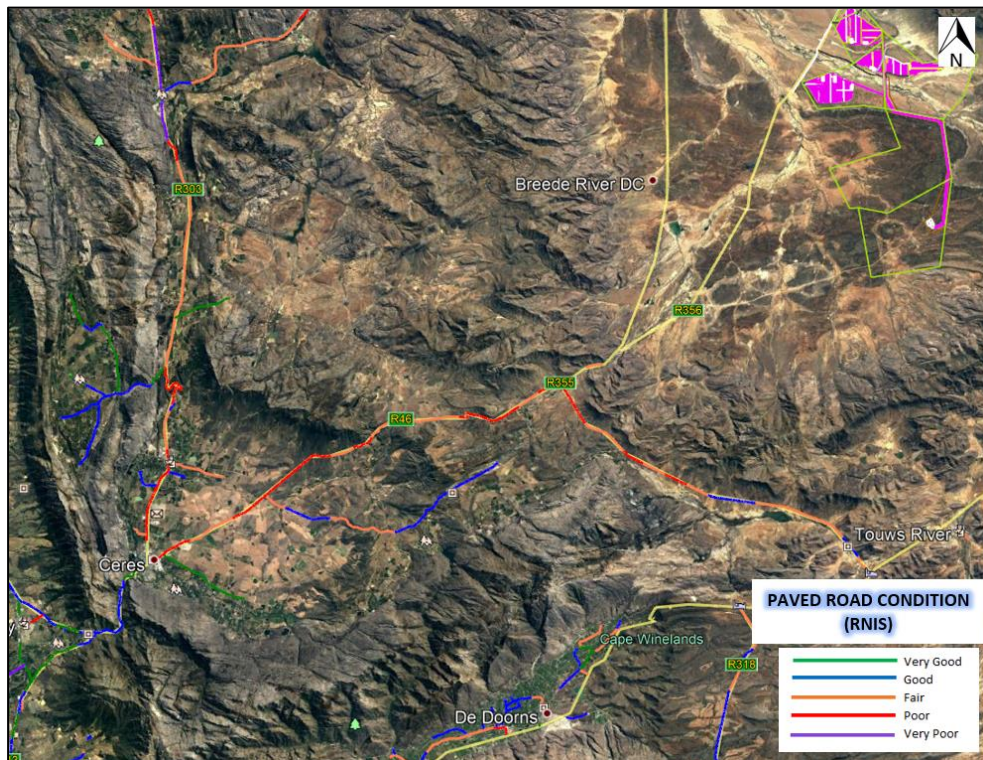 N
R303
Breede River DC
R356
R355
R46
Touws River
Ceres
PAVED ROAD CONDITION
(RNIS)
Cape Winelands
R318
Very Good
Good
Fair
Poor
Very Poor
De Doorns